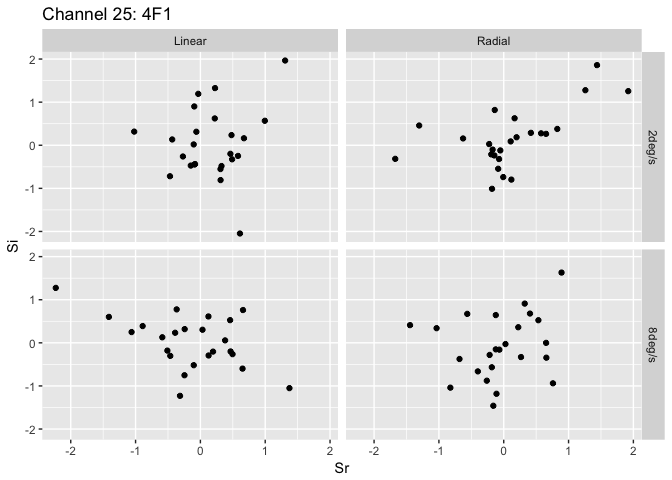 Channel 25: 4F1
Linear
Radial
2
1
0
-1
-2
2deg/s
Si
2
1
0
-1
-2
8deg/s
-2 -1 0 1 2
-2 -1 0 1 2
Sr